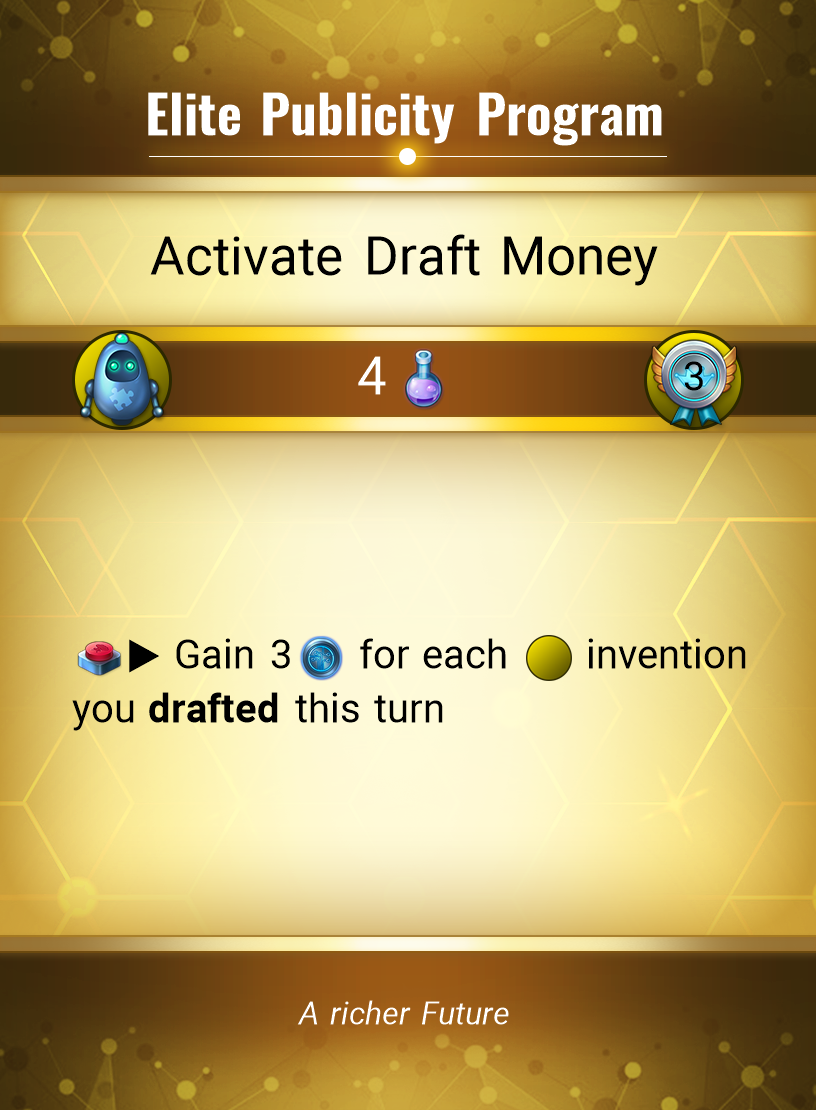 Elite Publicity Program
Activate Draft Money
4
3
▶ Gain 3 for each invention
you drafted this turn
A richer Future